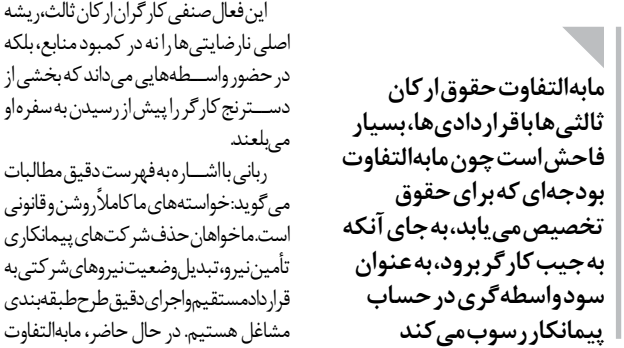 این فعال صنفی کارگران ارکان ثالث، ریشه
اصلی نارضایتی‌ها را نه در کمبود منابع، بلکه
در حضور واسطه‌هایی می‌داند که بخشی از
دسترنج کارگر را پیش از رسیدن به سفره او
می‌بلعند.
ربانی با اشاره به فهرست دقیق مطالبات
می‌گوید: خواسته‌های ما کاملاً روشن و قانونی
است. ما خواهان حذف شرکت‌های پیمانکاری
تأمین نیرو، تبدیل وضعیت نیروهای شرکتی به
قرارداد مستقیم و اجرای دقیق طرح طبقه‌بندی
مشاغل هستیم. در حال حاضر، مابه‌التفاوت
مابه‌التفاوت حقوق ارکان
ثالثی‌ها با قراردادی‌ها، بسیار
فاحش است چون مابه‌التفاوت
بودجه‌ای که برای حقوق
تخصیص می‌یابد، به جای آنکه
به جیب کارگر برود، به عنوان
سود واسطه‌گری در حساب
پیمانکار رسوب می‌کند